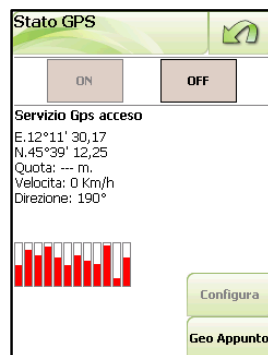 Stato GPS
ON OFF
Servizio Gps acceso
E.12°11' 30,17
N.45°39' 12,25
Quota: --- m.
Velocita: 0 Km/h
Direzione: 190°
Configura
Geo Appunto